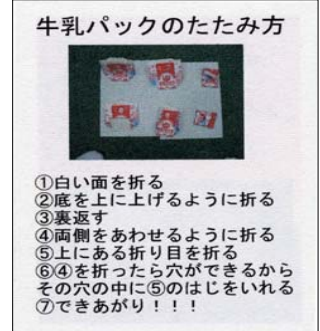 牛乳パックのたたみ方
①白い面を折る
②底を上に上げるように折る
③裏返す
④両側をあわせるように折る
⑤上にある折り目を折る
⑥④を折ったら穴ができるから
その穴の中に⑤のはじをいれる
⑦できあがり！！！